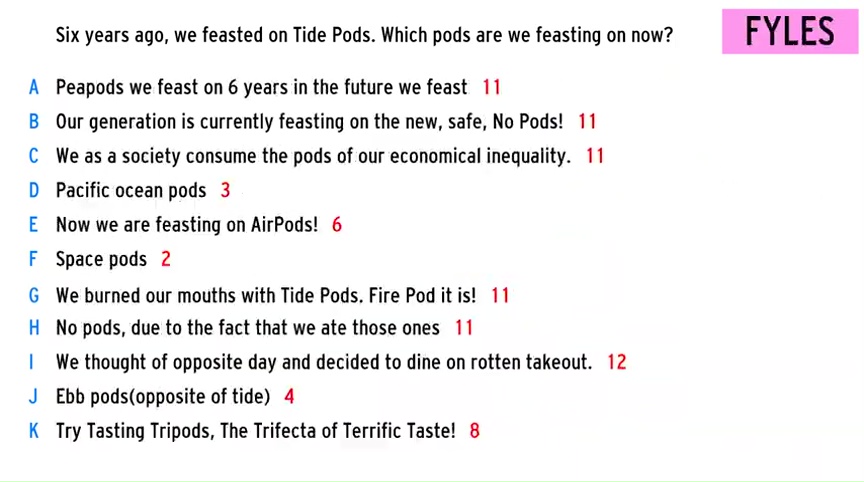 Six years ago, we feasted on Tide Pods. Which pods are we feasting on now?
FYLES
A Peapods we feast on 6 years in the future we feast 11
B Our generation is currently feasting on the new, safe, No Pods! 11
C We as a society consume the pods of our economical inequality. 11
D Pacific ocean pods 3
E Now we are feasting on AirPods! 6
F Space pods 2
G We burned our mouths with Tide Pods. Fire Pod it is! 11
H No pods, due to the fact that we ate those ones 11
I We thought of opposite day and decided to dine on rotten takeout. 12
J Ebb pods(opposite of tide) 4
K Try Tasting Tripods, The Trifecta of Terrific Taste! 8